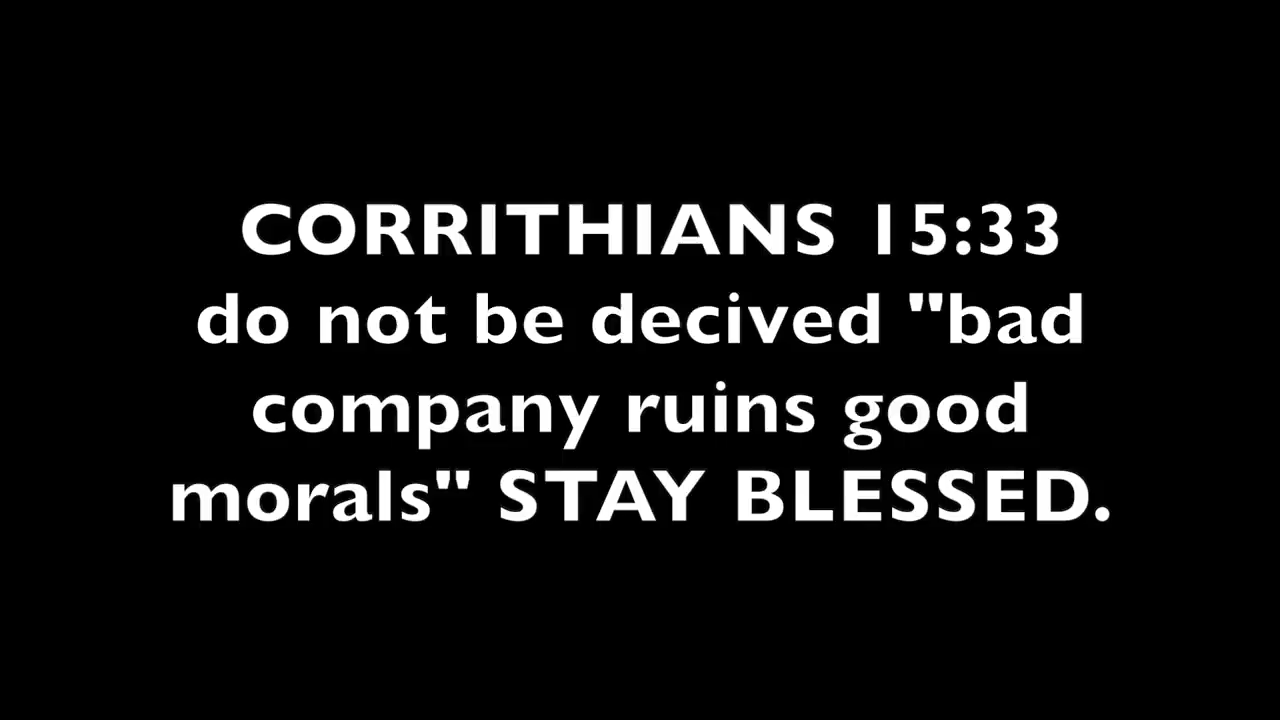 CORRITHIANS 15:33
do not be decived "bad
company ruins good
morals" STAY BLESSED.